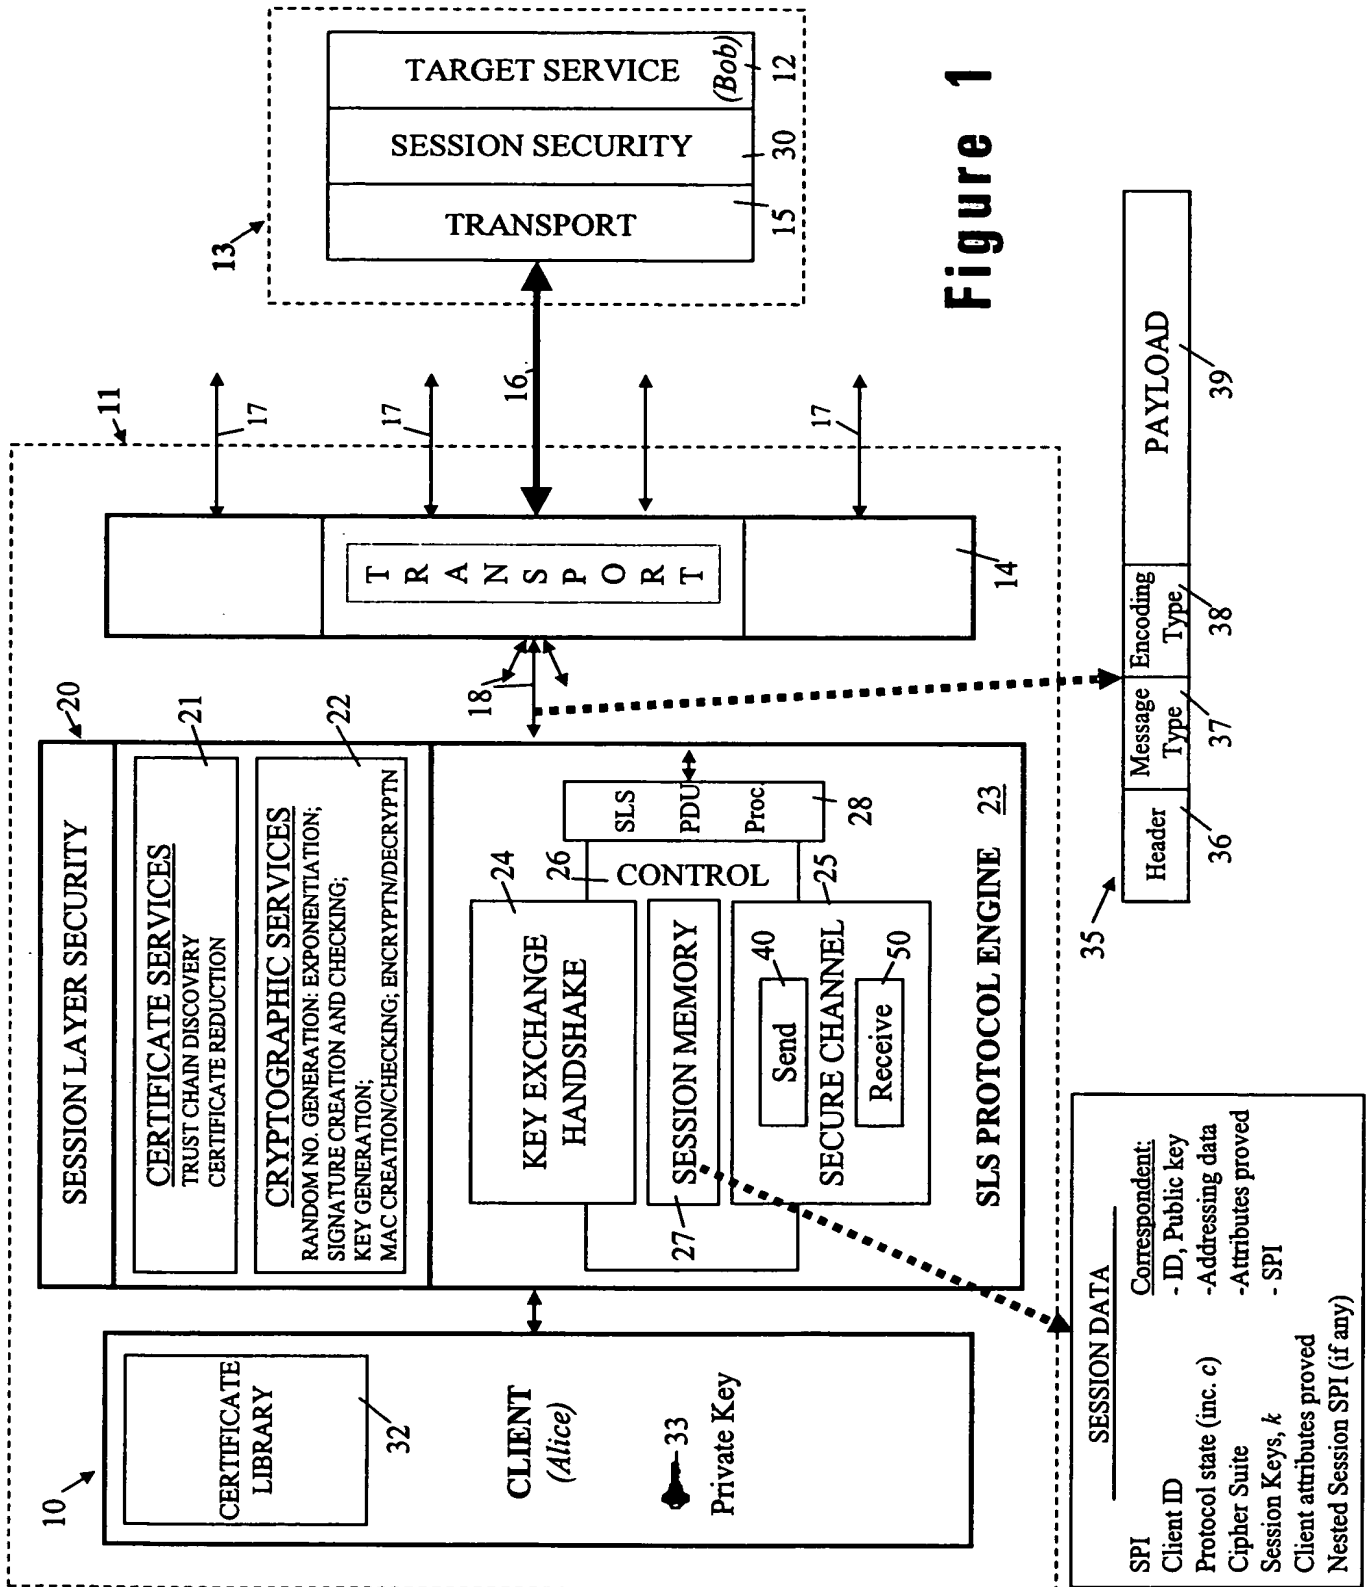 10
CERTIFICATE
LIBRARY
32
CLIENT
(Alice)
33
Private Key
20
SESSION LAYER SECURITY
21
CERTIFICATE SERVICES
TRUST CHAIN DISCOVERY
CERTIFICATE REDUCTION
22
CRYPTOGRAPHIC SERVICES
RANDOM NO. GENERATION: EXPONENTIATION;
SIGNATURE CREATION AND CHECKING;
KEY GENERATION;
MAC CREATION/CHECKING; ENCRYPTN/DECRYPTN
24
KEY EXCHANGE
HANDSHAKE
26
CONTROL
SLS
PDU
Proc.
28
SESSION MEMORY
27
25
SECURE CHANNEL
40
Send
50
Receive
SLS PROTOCOL ENGINE 23
18
TRANSPORT
14
11
17
17
16
17
13
TARGET SERVICE
(Bob)
12
SESSION SECURITY
30
TRANSPORT
15
Figure 1
SESSION DATA
SPI
Client ID
Protocol state (inc. c)
Cipher Suite
Session Keys, k
Client attributes proved
Nested Session SPI (if any)
Correspondent:
- ID, Public key
-Addressing data
-Attributes proved
- SPI
35
Header
36
Message
Type
37
Encoding
Type
38
PAYLOAD
39